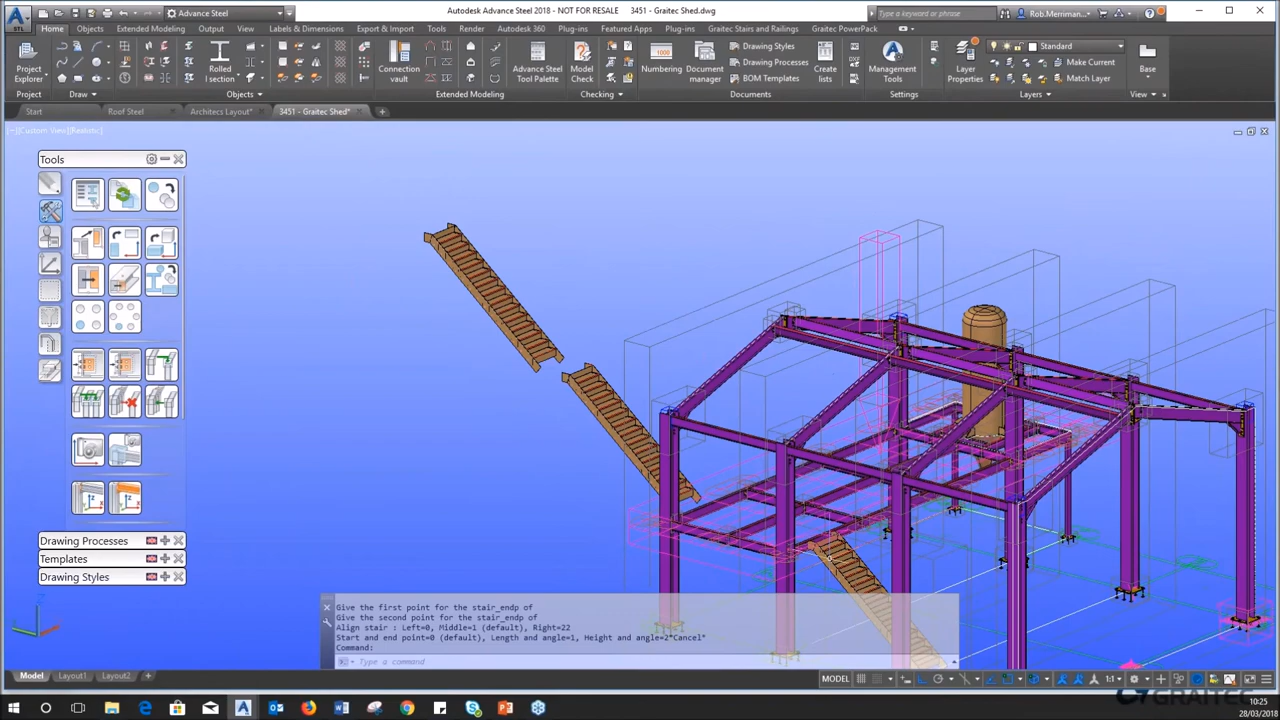 Autodesk Advance Steel 2018 - NOT FOR RESALE   3451 - Graitec Shed.dwg
STL
Advance Steel
Type a keyword or phrase
Rob.Merriman...
Home Objects Extended Modeling Output View Labels & Dimensions Export & Import Tools Render Autodesk 360 Plug-ins Featured Apps Plug-ins Graitec Stairs and Railings Graitec PowerPack
Project Explorer
Rolled I section
Connection vault
Advance Steel Tool Palette
Model Check
Numbering
1000
Document manager
Drawing Styles
Drawing Processes
BOM Templates
Create lists
DXF
Management Tools
Layer Properties
Standard
Make Current
Match Layer
Base
Project
Draw
Objects
Extended Modeling
Checking
Documents
Settings
Layers
View
Start
Roof Steel
Architecs Layout*
3451 - Graitec Shed*
[-][Custom View][Realistic]
Tools
Drawing Processes
Templates
Drawing Styles
Give the first point for the stair_endp of
Give the second point for the stair_endp of
Align stair : Left=0, Middle=1 (default), Right=22
Start and end point=0 (default), Length and angle=1, Height and angle=2*Cancel*
Command:
Type a command
Model
Layout1
Layout2
MODEL
1:1
GRAITEC
10:25
28/03/2018